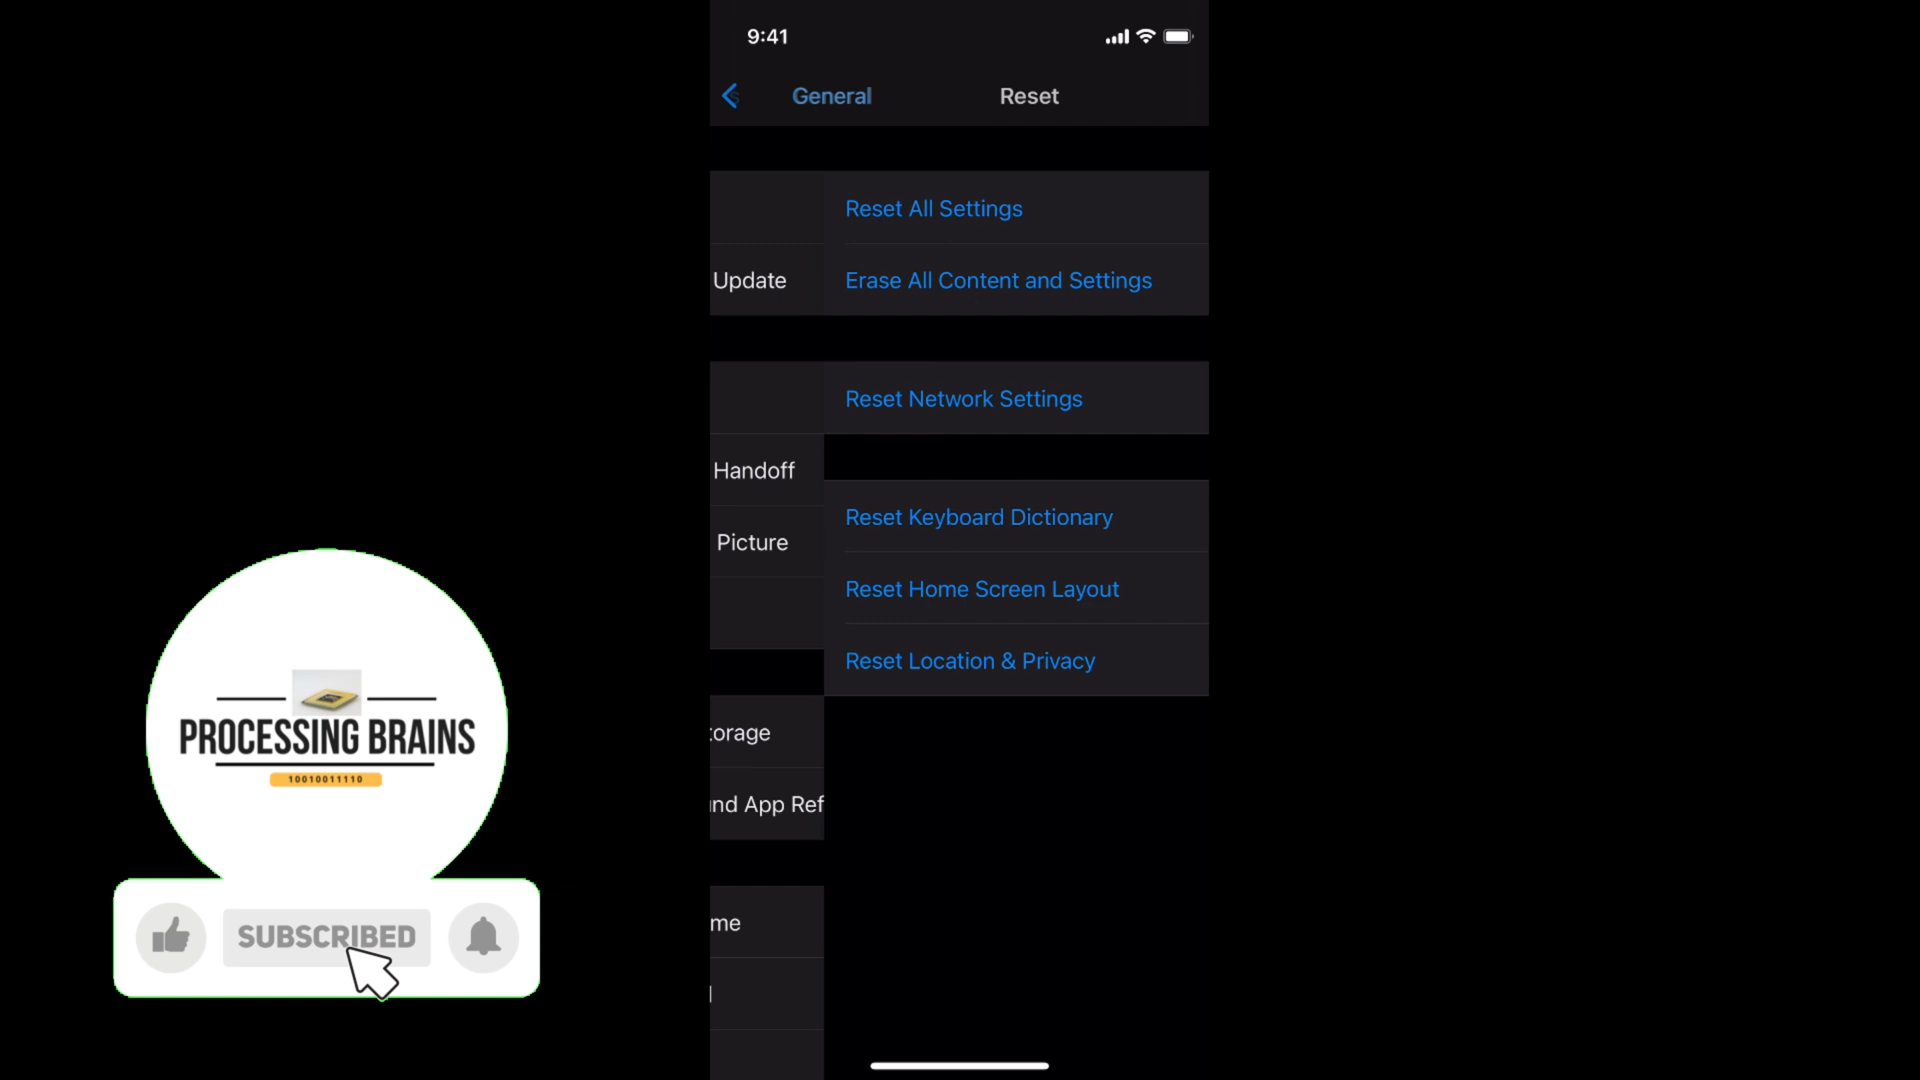 9:41
General
Reset
Reset All Settings
Update
Erase All Content and Settings
Reset Network Settings
Handoff
Reset Keyboard Dictionary
Picture
Reset Home Screen Layout
Reset Location & Privacy
torage
nd App Ref
me
PROCESSING BRAINS
10010011110
SUBSCRIBED